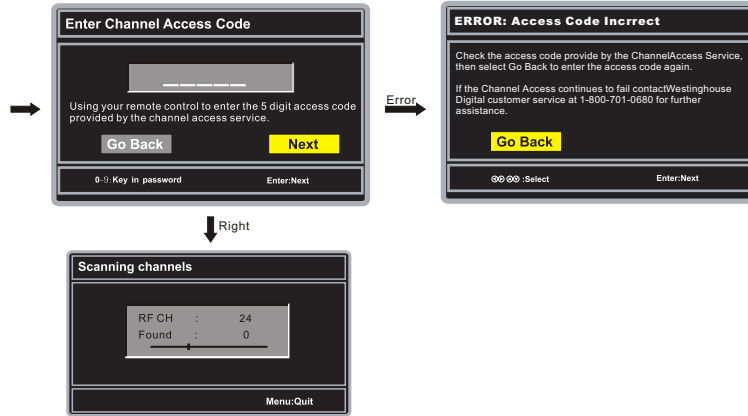 Enter Channel Access Code
_ _ _ _ _
Using your remote control to enter the 5 digit access code
provided by the channel access service.
Go Back Next
0-9:Key in password Enter:Next
Error
ERROR: Access Code Incrrect
Check the access code provide by the ChannelAccess Service,
then select Go Back to enter the access code again.
If the Channel Access continues to fail contactWestinghouse
Digital customer service at 1-800-701-0680 for further
assistance.
Go Back
:Select Enter:Next
Right
Scanning channels
RF CH : 24
Found : 0
Menu:Quit